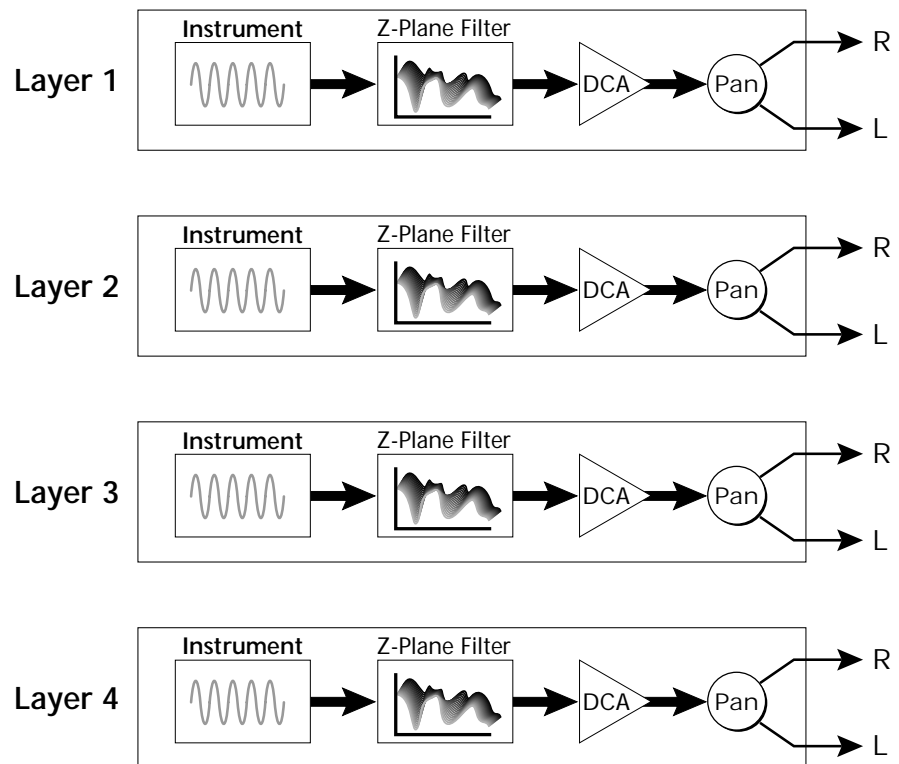 Instrument Z-Plane Filter
R
Layer 1 DCA Pan
L
Instrument Z-Plane Filter
R
Layer 2 DCA Pan
L
Instrument Z-Plane Filter
R
Layer 3 DCA Pan
L
Instrument Z-Plane Filter
R
Layer 4 DCA Pan
L